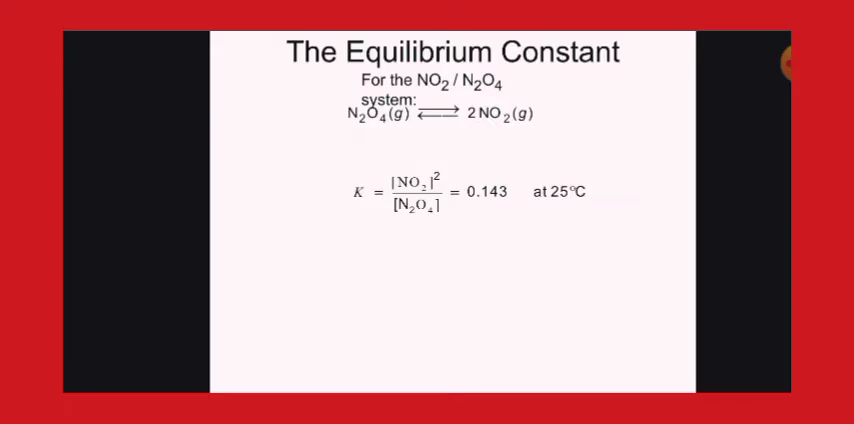 The Equilibrium Constant
For the NO₂ / N₂O₄
system:
N₂O₄(g) ⇌ 2 NO₂(g)
K = [NO₂]² / [N₂O₄] = 0.143 at 25°C